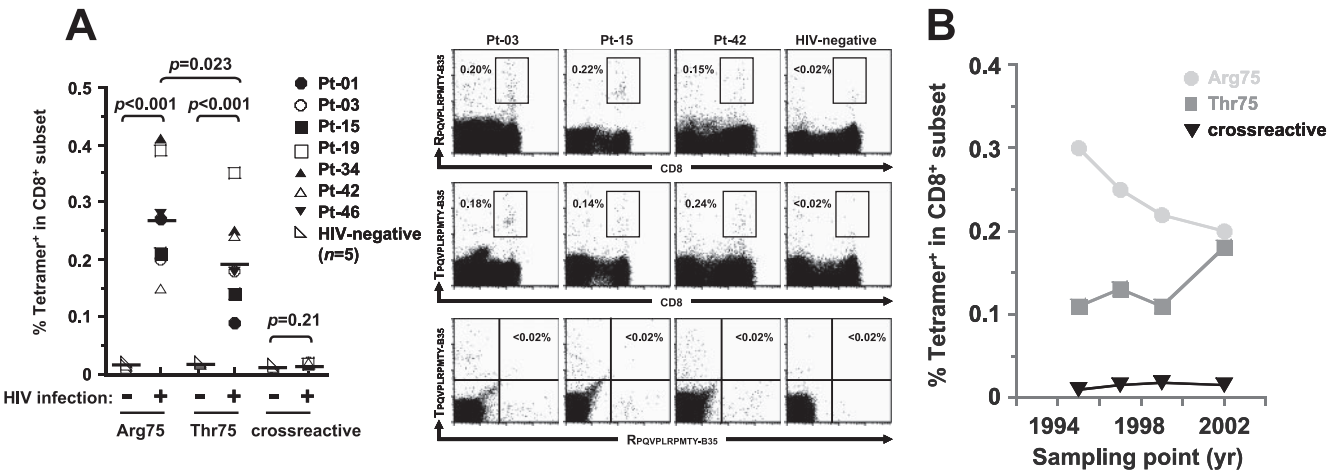 A
p=0.023
p<0.001 p<0.001
p=0.21
0.5
0.4
0.3
0.2
0.1
0
% Tetramer⁺ in CD8⁺ subset
HIV infection: - + - + - +
Arg75 Thr75 crossreactive
Pt-01
Pt-03
Pt-15
Pt-19
Pt-34
Pt-42
Pt-46
HIV-negative
(n=5)
Pt-03 Pt-15 Pt-42 HIV-negative
RPQVPLRPMTY-B35
0.20% 0.22% 0.15% <0.02%
CD8
TPQVPLRPMTY-B35
0.18% 0.14% 0.24% <0.02%
CD8
TPQVPLRPMTY-B35
<0.02% <0.02% <0.02% <0.02%
RPQVPLRPMTY-B35
B
% Tetramer⁺ in CD8⁺ subset
0.4
0.3
0.2
0.1
0
Arg75
Thr75
crossreactive
1994 1998 2002
Sampling point (yr)